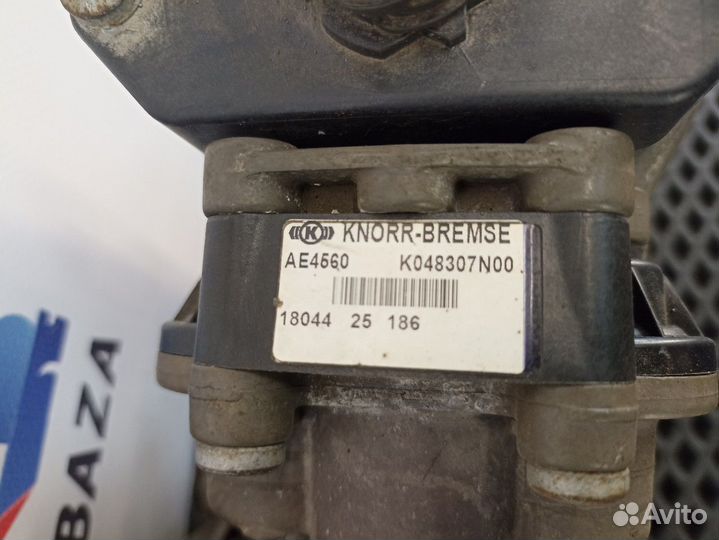 K KNORR-BREMSE
AE4560 K048307N00
18044 25 186
BAZA
Avito